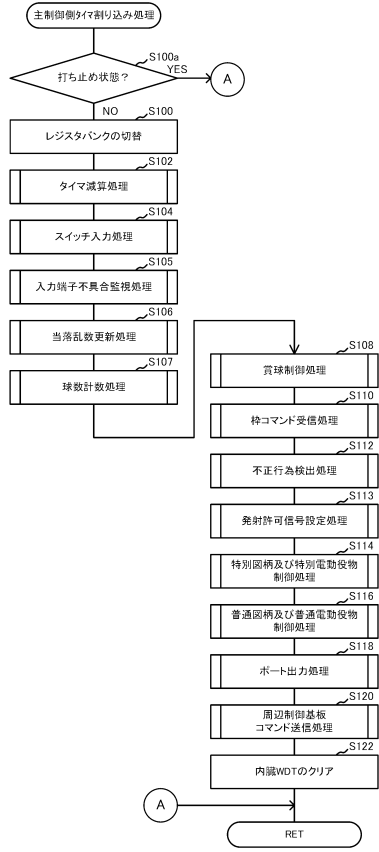 主制御側タイマ割り込み処理
S100a
打ち止め状態？
YES
A
NO
S100
レジスタバンクの切替
S102
タイマ減算処理
S104
スイッチ入力処理
S105
入力端子不具合監視処理
S106
当落乱数更新処理
S107
球数計数処理
S108
賞球制御処理
S110
枠コマンド受信処理
S112
不正行為検出処理
S113
発射許可信号設定処理
S114
特別図柄及び特別電動役物
制御処理
S116
普通図柄及び普通電動役物
制御処理
S118
ポート出力処理
S120
周辺制御基板
コマンド送信処理
S122
内臓WDTのクリア
A
RET